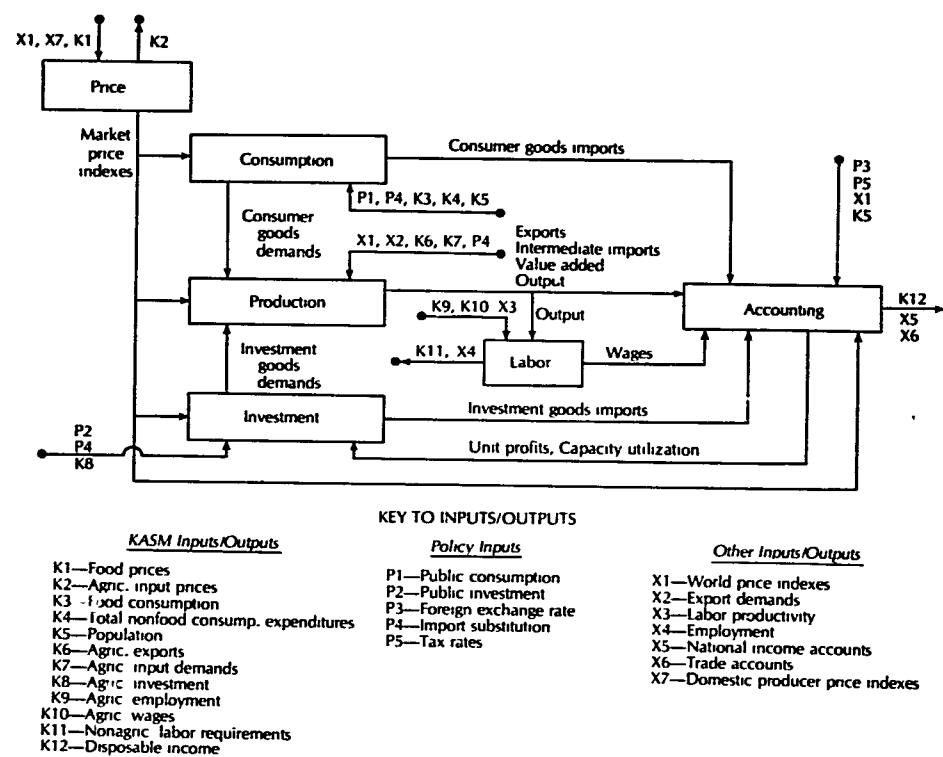 X1, X7, K1
K2
Price
Market
price
indexes
Consumption
Consumer goods imports
P1, P4, K3, K4, K5
P3
P5
X1
K5
Consumer
goods
demands
X1, X2, K6, K7, P4
Exports
Intermediate imports
Value added
Output
Production
K9, K10 X3
Output
Accounting
K12
X5
X6
K11, X4
Labor
Wages
Investment
goods
demands
Investment
Investment goods imports
P2
P4
K8
Unit profits, Capacity utilization
KEY TO INPUTS/OUTPUTS
KASM Inputs/Outputs
K1—Food prices
K2—Agric. input prices
K3 -Food consumption
K4—Total nonfood consump. expenditures
K5—Population
K6—Agric. exports
K7—Agric input demands
K8—Agric investment
K9—Agric employment
K10—Agric wages
K11—Nonagric labor requirements
K12—Disposable income
Policy Inputs
P1—Public consumption
P2—Public investment
P3—Foreign exchange rate
P4—Import substitution
P5—Tax rates
Other Inputs/Outputs
X1—World price indexes
X2—Export demands
X3—Labor productivity
X4—Employment
X5—National income accounts
X6—Trade accounts
X7—Domestic producer price indexes